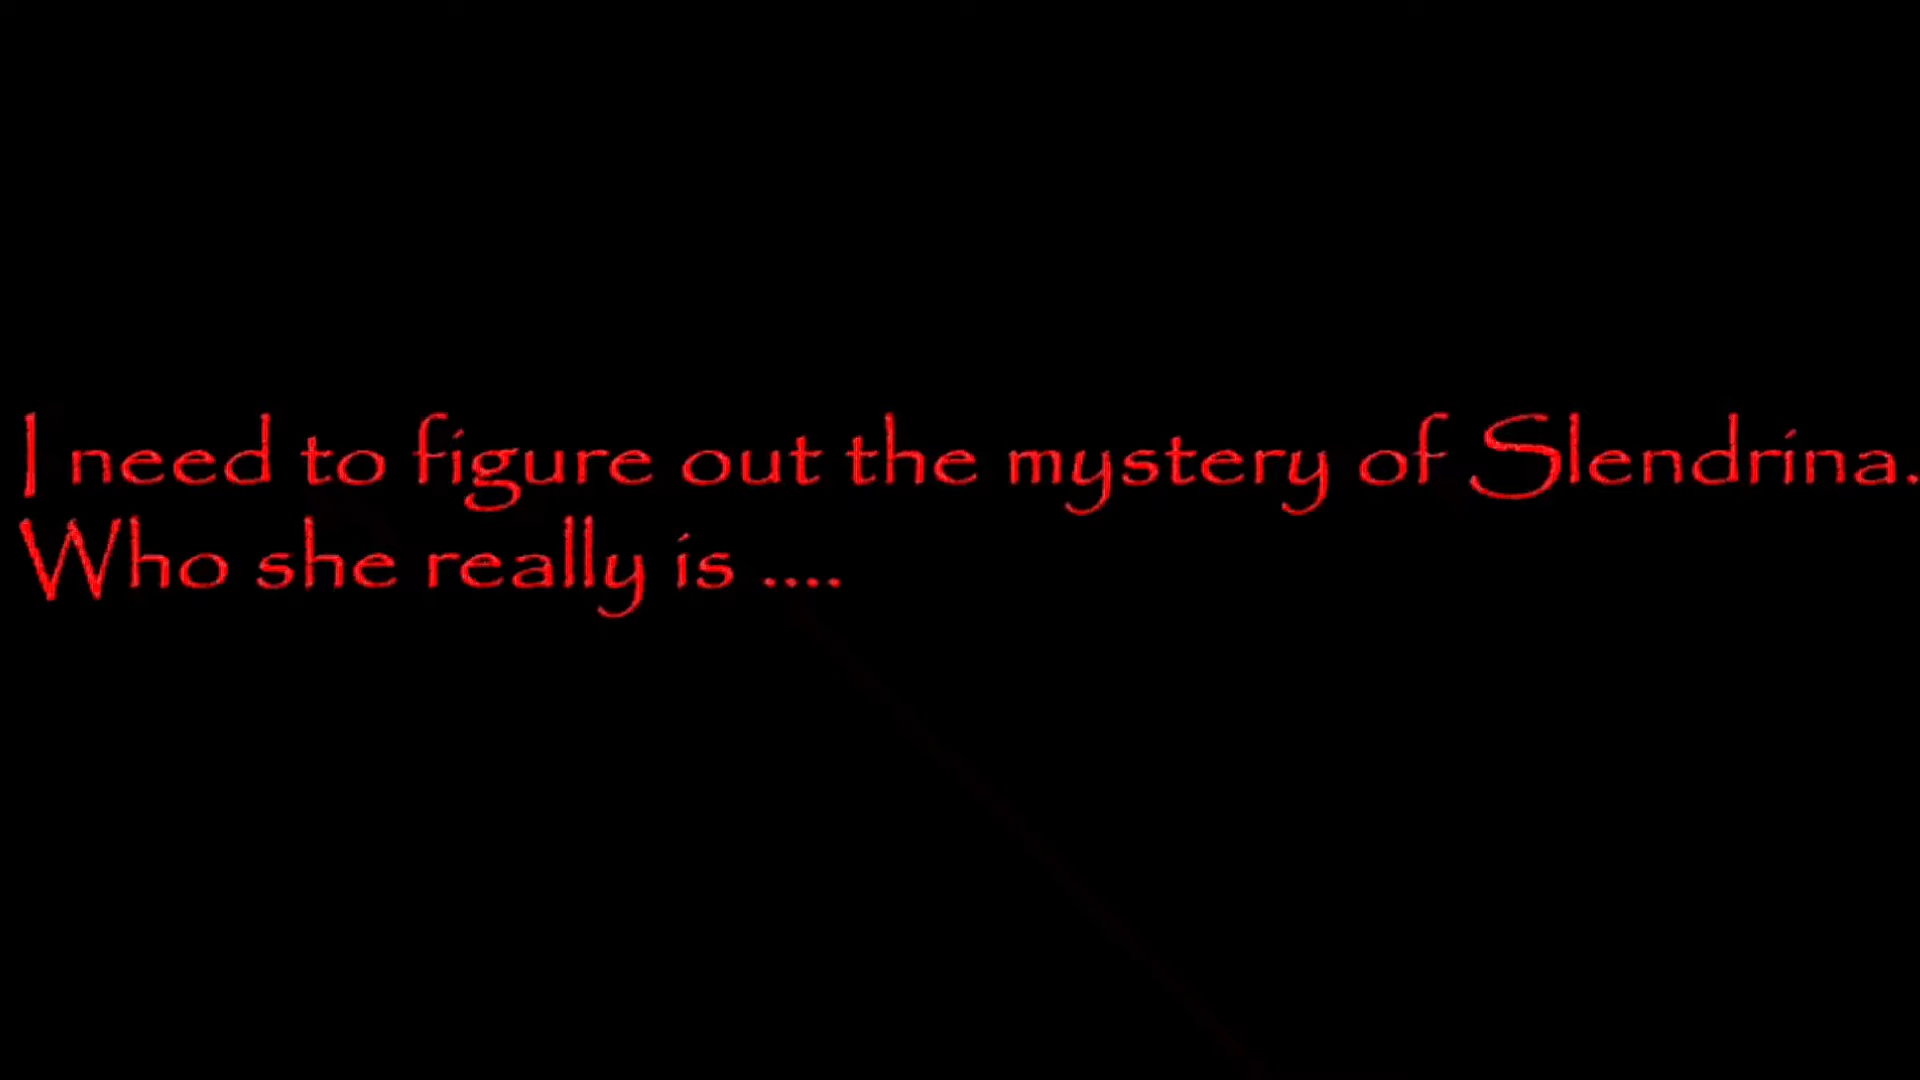 I need to figure out the mystery of Slendrina.
Who she really is ....